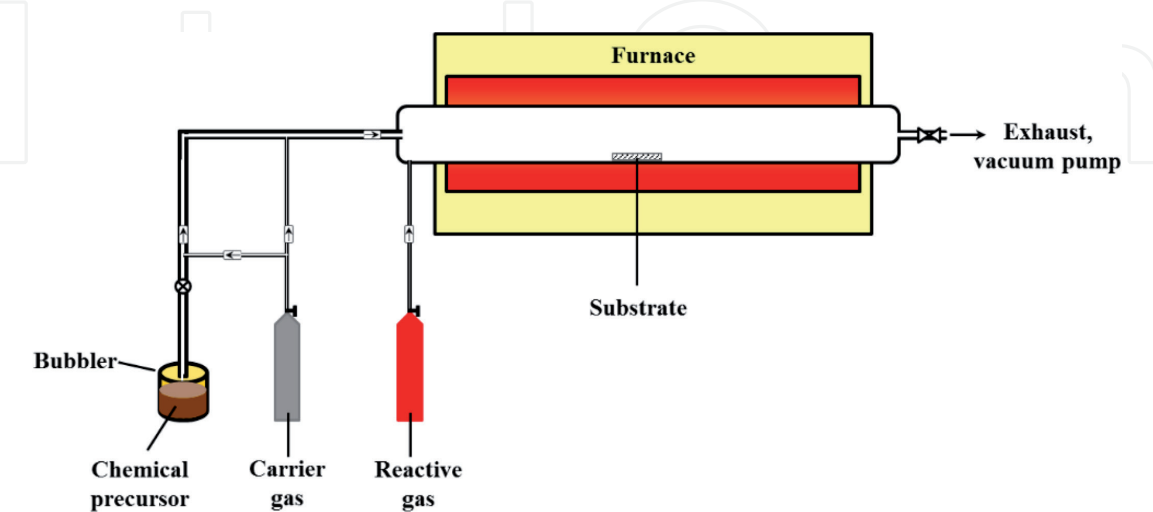 Furnace
Exhaust,
vacuum pump
Substrate
Bubbler
Chemical
precursor
Carrier
gas
Reactive
gas